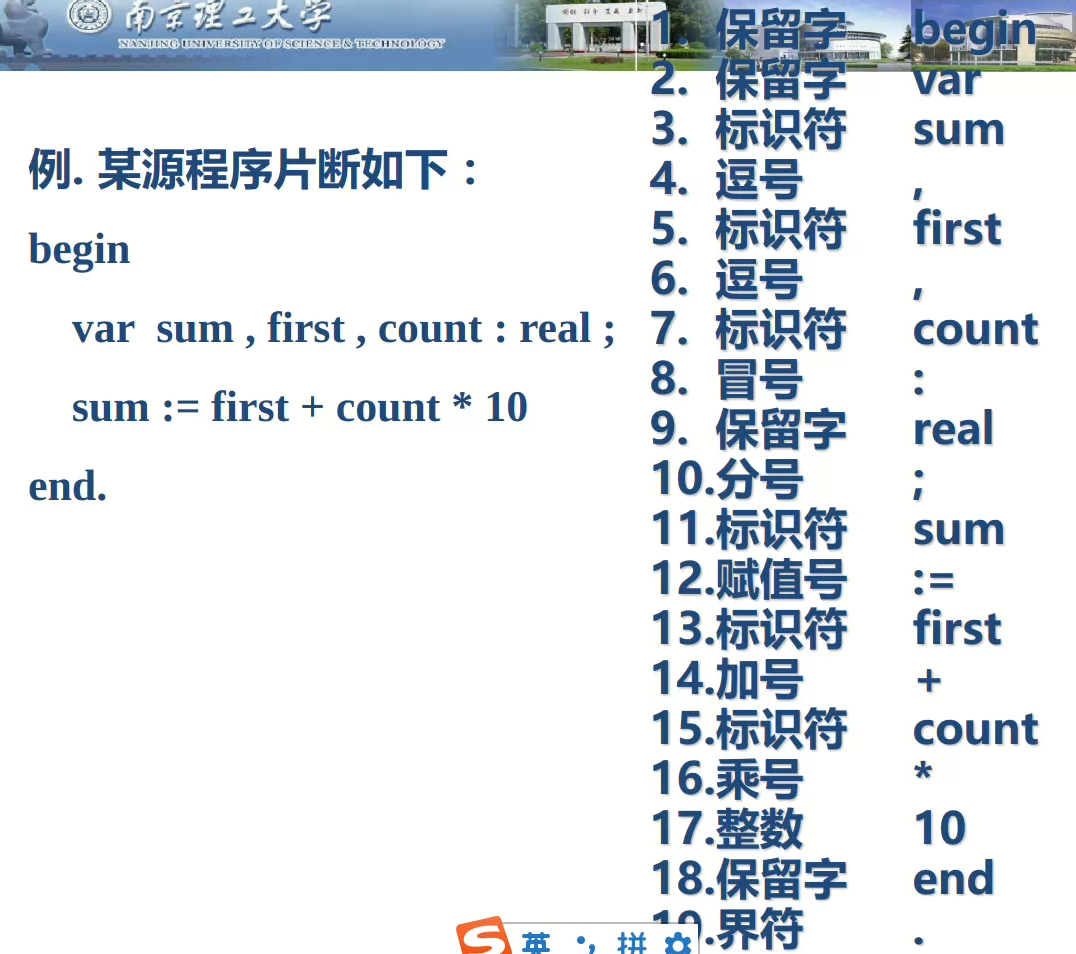 南京理工大学
NANJING UNIVERSITY OF SCIENCE & TECHNOLOGY
例. 某源程序片断如下：
begin
var sum , first , count : real ;
sum := first + count * 10
end.
1. 保留字 begin
2. 保留字 var
3. 标识符 sum
4. 逗号 ,
5. 标识符 first
6. 逗号 ,
7. 标识符 count
8. 冒号 :
9. 保留字 real
10.分号 ;
11.标识符 sum
12.赋值号 :=
13.标识符 first
14.加号 +
15.标识符 count
16.乘号 *
17.整数 10
18.保留字 end
19.界符 .
英 拼